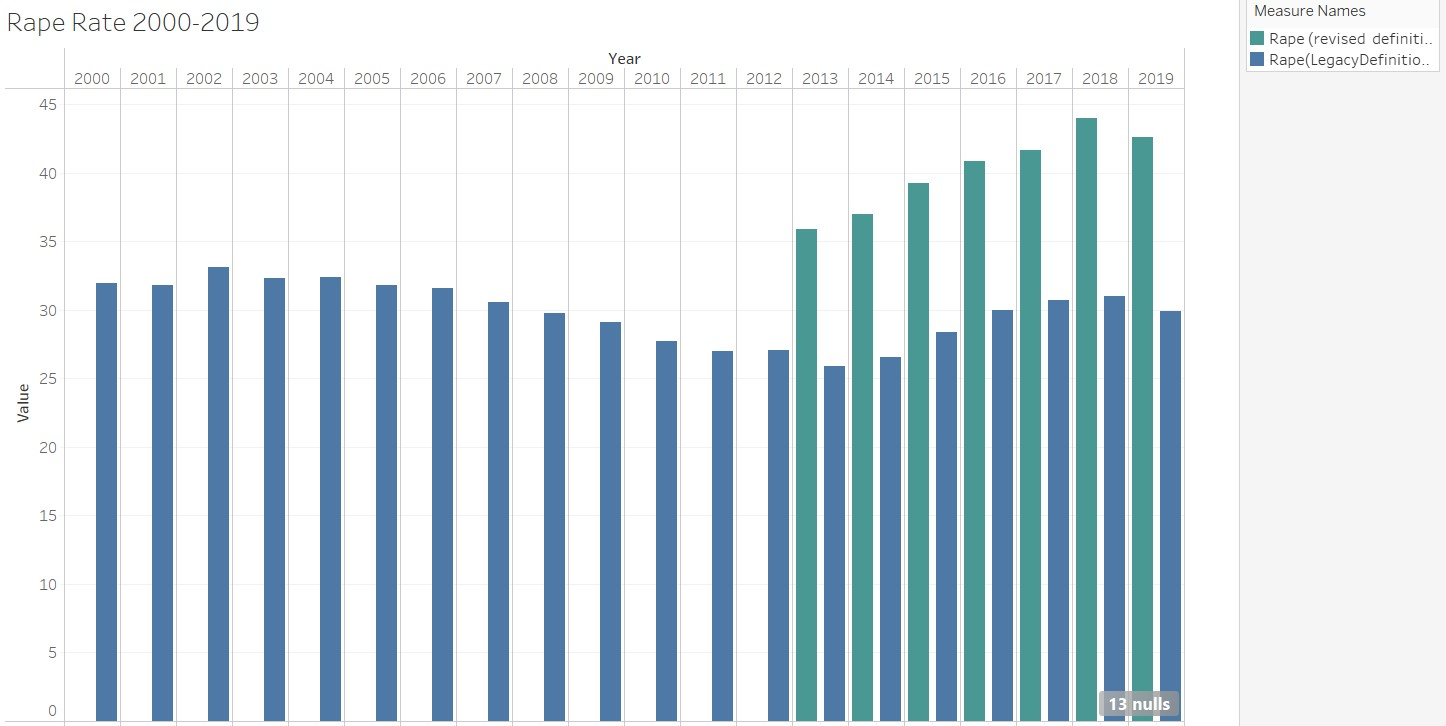 Rape Rate 2000-2019
Measure Names
Rape (revised definiti..
Rape(LegacyDefinitio..
Year
2000 2001 2002 2003 2004 2005 2006 2007 2008 2009 2010 2011 2012 2013 2014 2015 2016 2017 2018 2019
45
40
35
30
25
20
15
10
5
0
Value
13 nulls